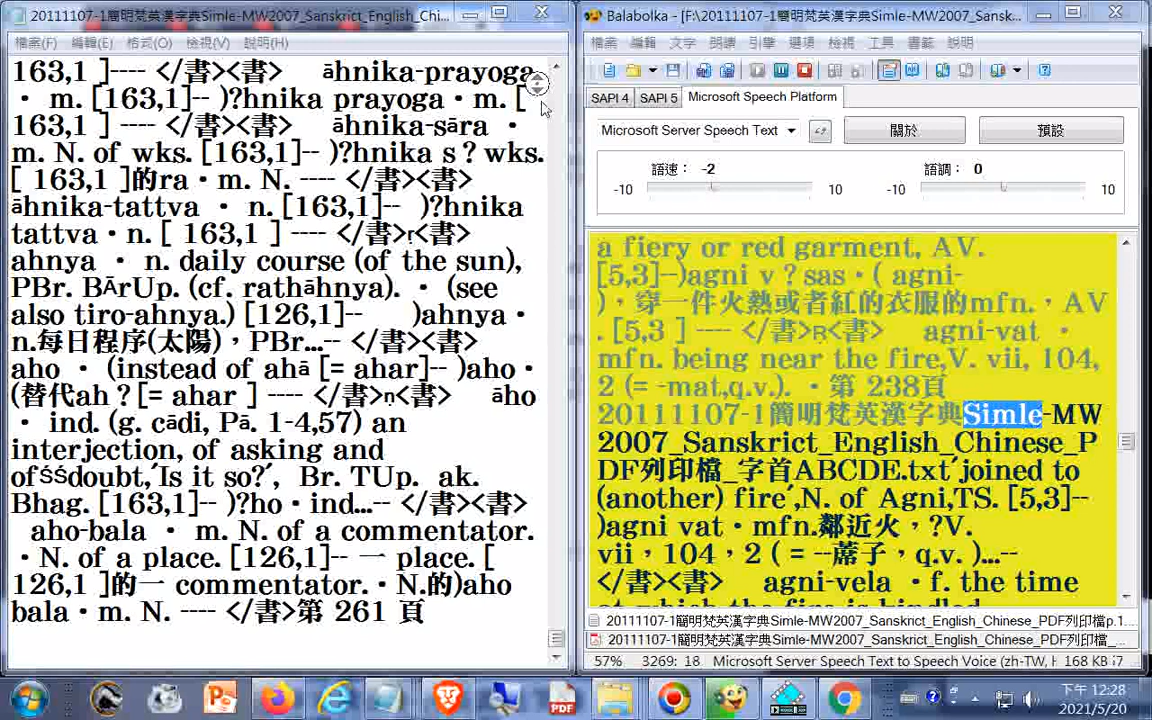 20111107-1簡明梵英漢字典Simle-MW2007_Sanskrict_English_Chi...
檔案(F) 編輯(E) 格式(O) 檢視(V) 說明(H)
163,1 ]---- </書><書> āhnika-prayoga
• m. [163,1]-- )?hnika prayoga • m. [
163,1 ] ---- </書><書> āhnika-sāra •
m. N. of wks. [163,1]-- )?hnika s ? wks.
[ 163,1 ]的ra • m. N. ---- </書><書>
āhnika-tattva • n. [163,1]-- )?hnika
tattva • n. [ 163,1 ] ---- </書>ṛ<書>
ahnya • n. daily course (of the sun),
PBr. BĀrUp. (cf. rathāhnya). • (see
also tiro-ahnya.) [126,1]-- )ahnya •
n.每日程序(太陽)，PBr...-- </書><書>
aho • (instead of ahā [= ahar]-- )aho •
(替代ah ? [= ahar ] ---- </書>ṇ<書> āho
• ind. (g. cādi, Pā. 1-4,57) an
interjection, of asking and
ofśśdoubt,′Is it so?′, Br. TUp. ak.
Bhag. [163,1]-- )?ho • ind...-- </書><書>
aho-bala • m. N. of a commentator.
• N. of a place. [126,1]-- 一 place. [
126,1 ]的一 commentator. • N.的)aho
bala • m. N. ---- </書>第 261 頁
Balabolka - [F:\20111107-1簡明梵英漢字典Simle-MW2007_Sansk...
檔案 編輯 文字 朗讀 引擎 選項 檢視 工具 書籤 說明
SAPI 4 SAPI 5 Microsoft Speech Platform
Microsoft Server Speech Text 關於 預設
語速： -2 語調： 0
-10 10 -10 10
a fiery or red garment, AV.
[5,3]--)agni v ? sas • ( agni-
)，穿一件火熱或者紅的衣服的mfn.，AV
. [5,3 ] ---- </書>Ṛ<書> agni-vat •
mfn. being near the fire,V. vii, 104,
2 (= -mat,q.v.). • 第 238頁
20111107-1簡明梵英漢字典Simle-MW
2007_Sanskrict_English_Chinese_P
DF列印檔_字首ABCDE.txt′joined to
(another) fire′,N. of Agni,TS. [5,3]--
)agni vat • mfn.鄰近火，?V.
vii，104，2 ( = --蓆子，q.v. )...--
</書><書> agni-vela • f. the time
at which the fire is kindled
20111107-1簡明梵英漢字典Simle-MW2007_Sanskrict_English_Chinese_PDF列印檔p.1...
20111107-1簡明梵英漢字典Simle-MW2007_Sanskrict_English_Chinese_PDF列印檔_...
57% 3269: 18 Microsoft Server Speech Text to Speech Voice (zh-TW, H 168 KB
下午 12:28
2021/5/20